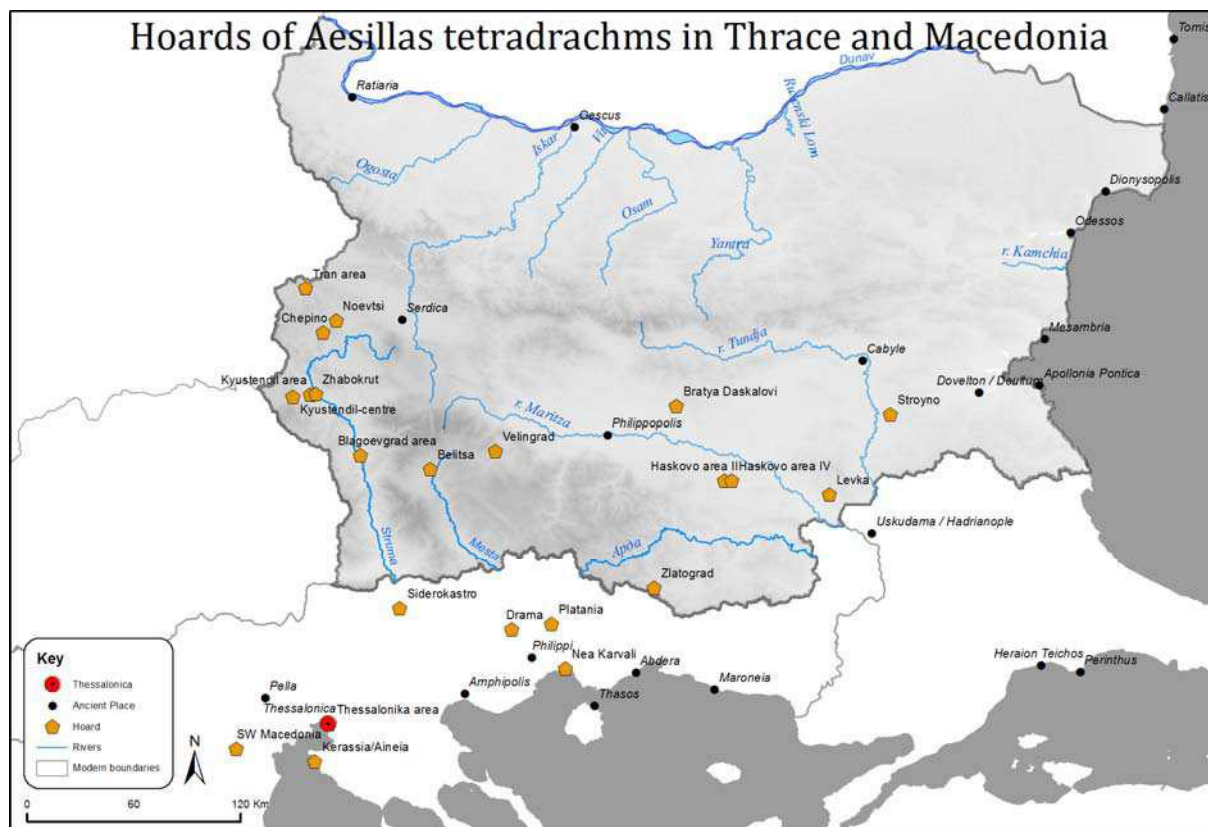 Hoards of Aesillas tetradrachms in Thrace and Macedonia
Tomis
Dunav
Ratiaria
Callatis
Rusenski Lom
Oescus
Iskar
Vit
Ogosta
Dionysopolis
Osam
Odessos
Yantra
r. Kamchia
Tran area
Noevtsi
Serdica
Chepino
Mesambria
r. Tundja
Cabyle
Kyustendil area
Zhabokrut
Dovelton / Deultum
Apollonia Pontica
Bratya Daskalovi
Kyustendil-centre
r. Maritza
Stroyno
Philippopolis
Blagoevgrad area
Belitsa
Velingrad
Haskovo area II
Haskovo area IV
Levka
Uskudama / Hadrianople
Struma
Mesta
Арда
Zlatograd
Siderokastro
Drama
Platania
Philippi
Nea Karvali
Abdera
Heraion Teichos
Perinthus
Pella
Amphipolis
Maroneia
Thasos
Thessalonica
Thessalonika area
SW Macedonia
Kerassia/Aineia
Key
Thessalonica
Ancient Place
Hoard
Rivers
Modern boundaries
N
0
60
120 Km